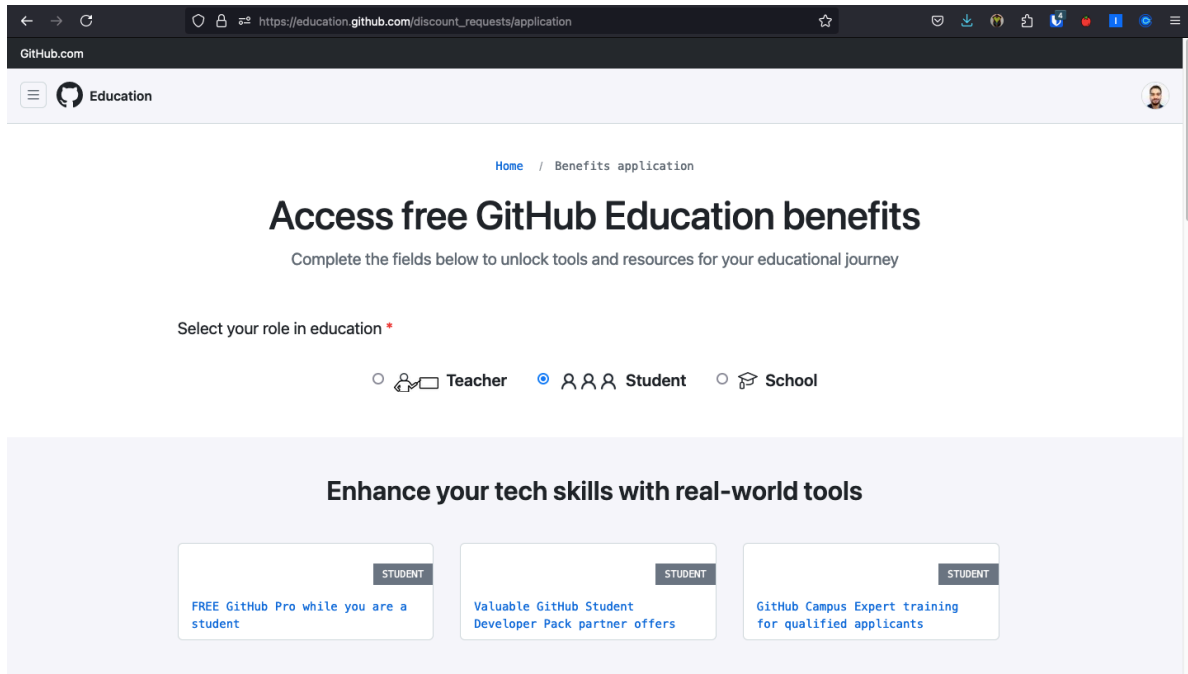 https://education.github.com/discount_requests/application
4
GitHub.com
Education
Home / Benefits application
Access free GitHub Education benefits
Complete the fields below to unlock tools and resources for your educational journey
Select your role in education *
Teacher Student School
Enhance your tech skills with real-world tools
STUDENT
FREE GitHub Pro while you are a
student
STUDENT
Valuable GitHub Student
Developer Pack partner offers
STUDENT
GitHub Campus Expert training
for qualified applicants